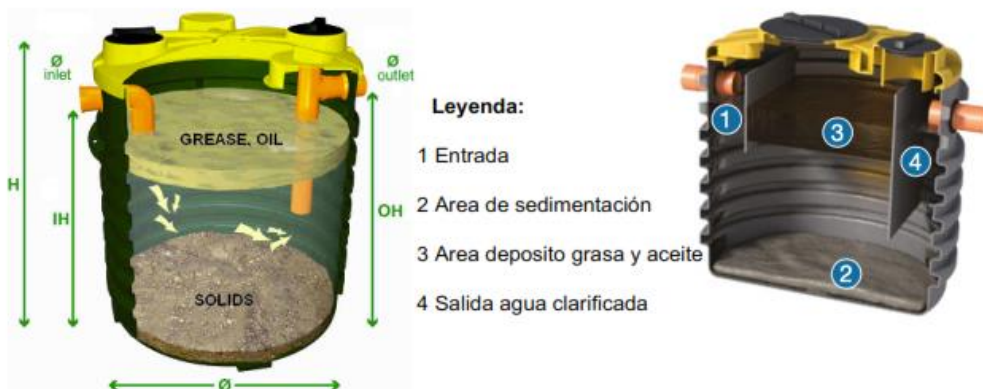 Ø
inlet
Ø
outlet
H
IH
OH
GREASE, OIL
SOLIDS
Ø
Leyenda:
1 Entrada
2 Area de sedimentación
3 Area deposito grasa y aceite
4 Salida agua clarificada
1
3
4
2